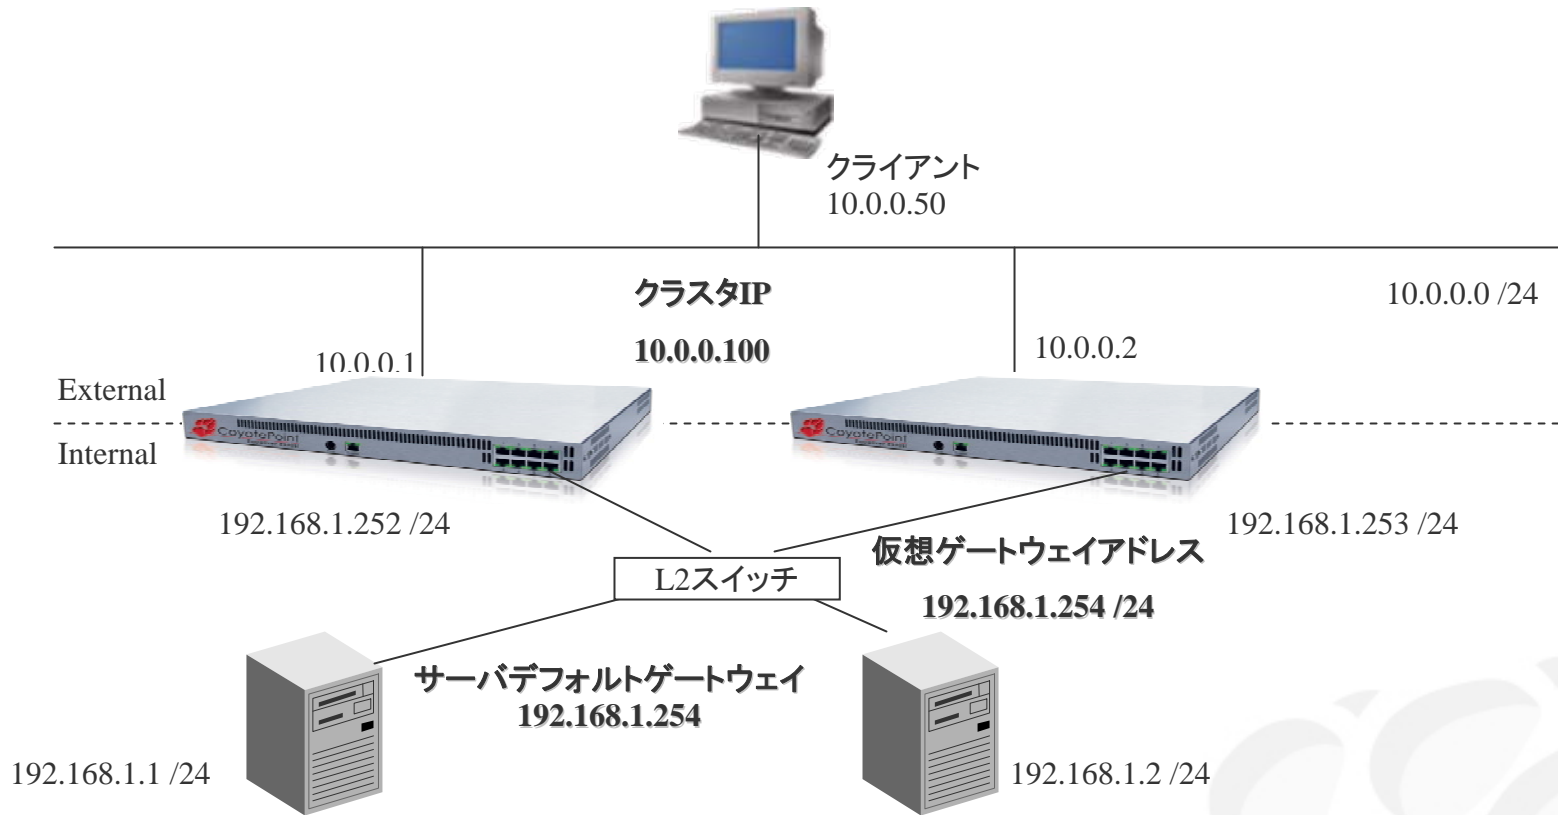 クライアント
10.0.0.50
クラスタIP
10.0.0.100
10.0.0.0 /24
10.0.0.1
10.0.0.2
External
Internal
CoyotePoint
CoyotePoint
192.168.1.252 /24
192.168.1.253 /24
L2スイッチ
仮想ゲートウェイアドレス
192.168.1.254 /24
サーバデフォルトゲートウェイ
192.168.1.254
192.168.1.1 /24
192.168.1.2 /24